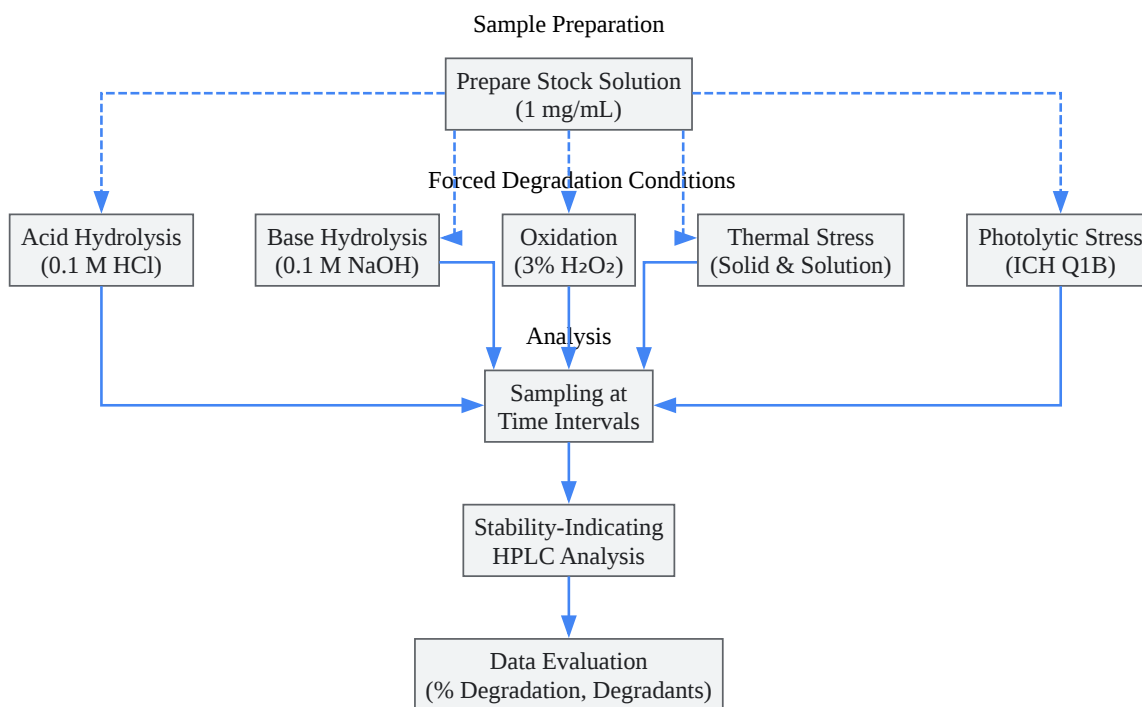 Sample Preparation
Prepare Stock Solution
(1 mg/mL)
Forced Degradation Conditions
Acid Hydrolysis
(0.1 M HCl)
Base Hydrolysis
(0.1 M NaOH)
Oxidation
(3% H₂O₂)
Thermal Stress
(Solid & Solution)
Photolytic Stress
(ICH Q1B)
Analysis
Sampling at
Time Intervals
Stability-Indicating
HPLC Analysis
Data Evaluation
(% Degradation, Degradants)